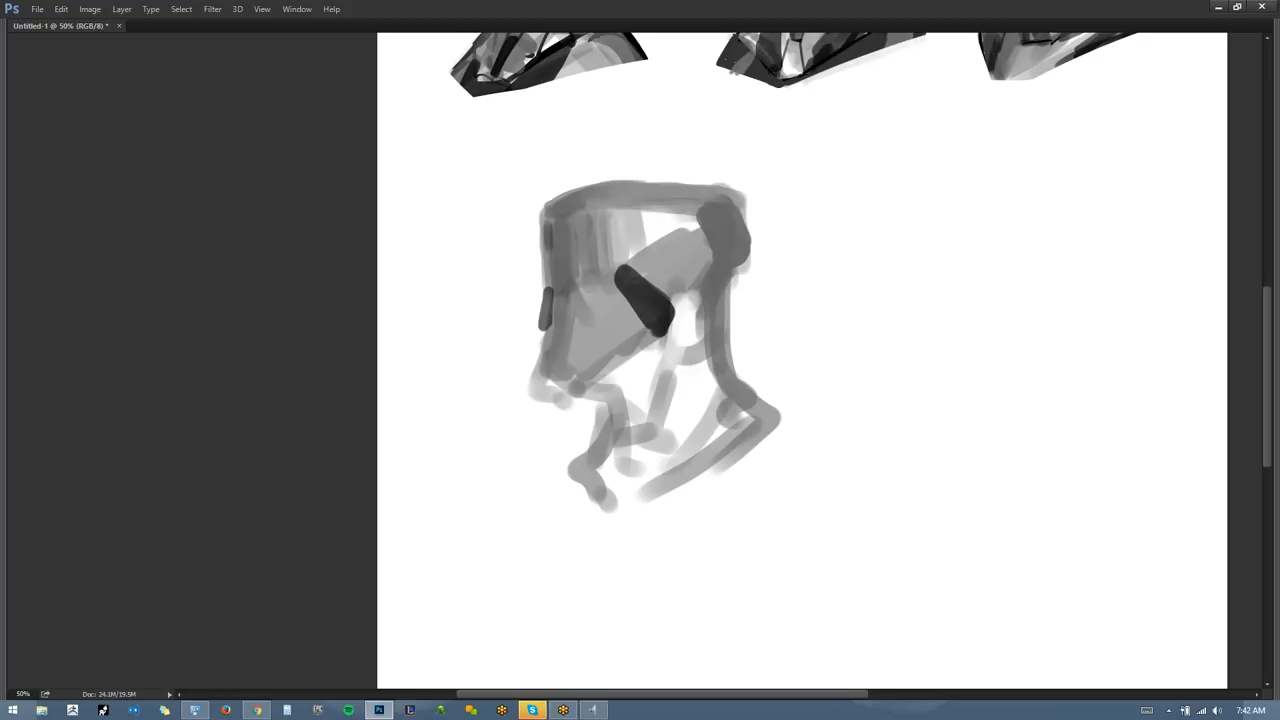 Ps File Edit Image Layer Type Select Filter 3D View Window Help
Untitled-1 @ 50% (RGB/8) * ×
50% Doc: 24.1M/19.5M
7:42 AM